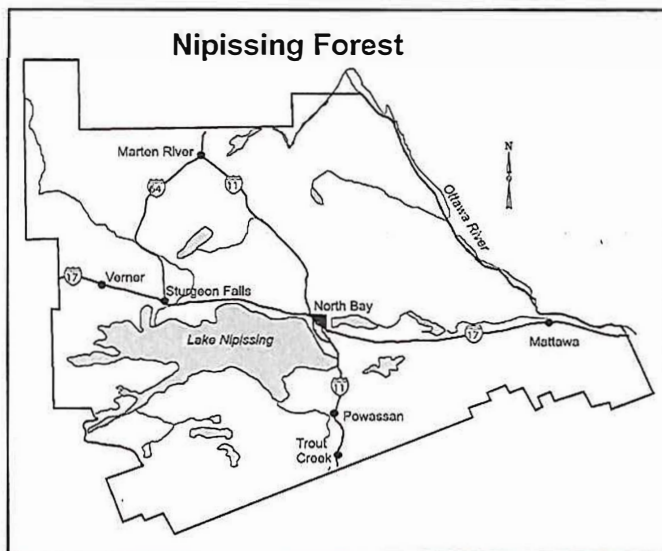 Nipissing Forest
Marten River
64
11
N
Ottawa River
17
Verner
Sturgeon Falls
North Bay
Lake Nipissing
17
Mattawa
11
Powassan
Trout
Creek